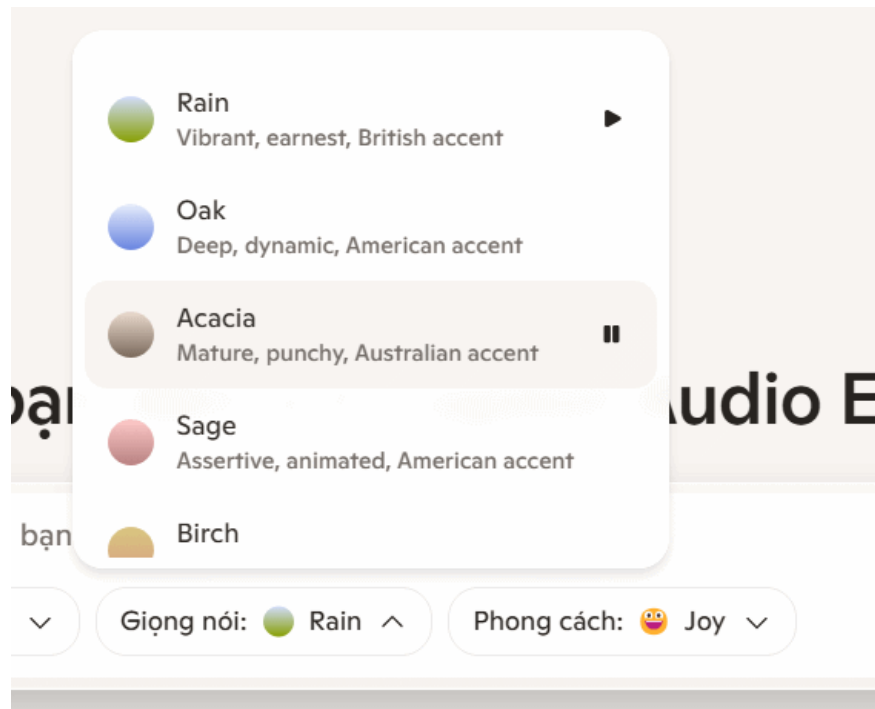 Rain
Vibrant, earnest, British accent
Oak
Deep, dynamic, American accent
Acacia
Mature, punchy, Australian accent
Sage
Assertive, animated, American accent
Birch
bạn
Giọng nói: Rain
Phong cách: Joy